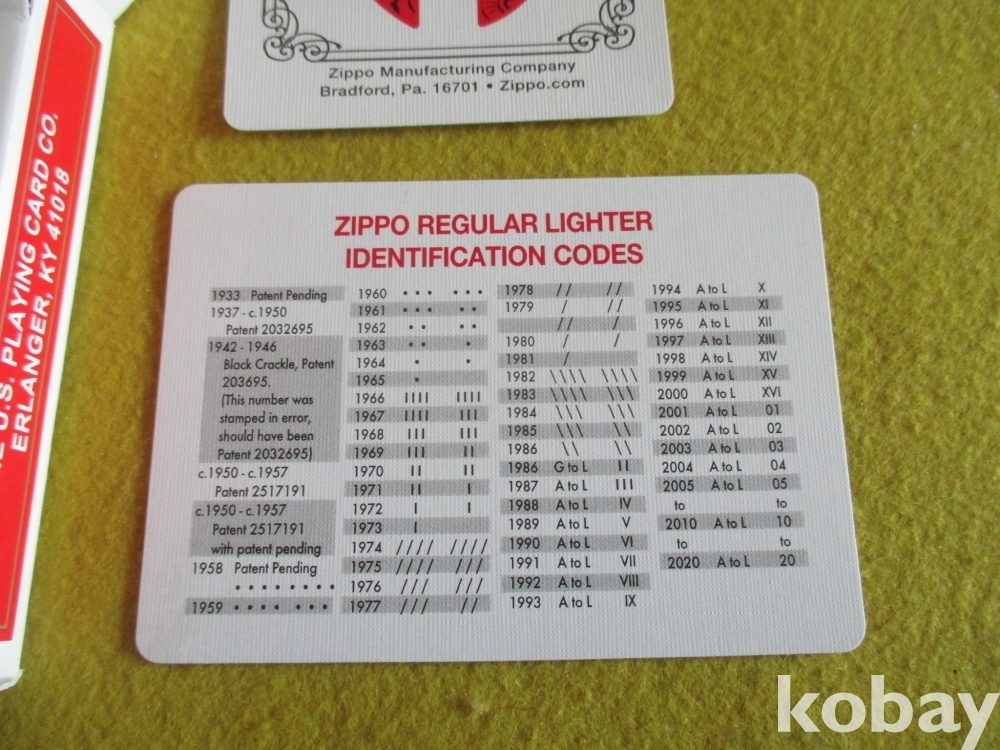 Zippo Manufacturing Company
Bradford, Pa. 16701 • Zippo.com
U.S. PLAYING CARD CO.
ERLANGER, KY 41018
ZIPPO REGULAR LIGHTER
IDENTIFICATION CODES
1933 Patent Pending
1937 - c.1950
Patent 2032695
1942 - 1946
Black Crackle, Patent
203695.
(This number was
stamped in error,
should have been
Patent 2032695)
c.1950 - c.1957
Patent 2517191
c.1950 - c.1957
Patent 2517191
with patent pending
1958 Patent Pending
• • • • • • • •
1959 • • • • • • •
1960 • • • • • •
1961 • • • • •
1962 • • • •
1963 • • •
1964 • •
1965 •
1966 IIII IIII
1967 IIII III
1968 III III
1969 III II
1970 II II
1971 II I
1972 I I
1973 I
1974 //// ////
1975 //// ///
1976 /// ///
1977 /// //
1978 // //
1979 / //
// /
1980 / /
1981 /
1982 \\\\ \\\\
1983 \\\\ \\\
1984 \\\ \\\
1985 \\\ \\
1986 \\ \\
1986 G to L II
1987 A to L III
1988 A to L IV
1989 A to L V
1990 A to L VI
1991 A to L VII
1992 A to L VIII
1993 A to L IX
1994 A to L X
1995 A to L XI
1996 A to L XII
1997 A to L XIII
1998 A to L XIV
1999 A to L XV
2000 A to L XVI
2001 A to L 01
2002 A to L 02
2003 A to L 03
2004 A to L 04
2005 A to L 05
to to
2010 A to L 10
to to
2020 A to L 20
kobay